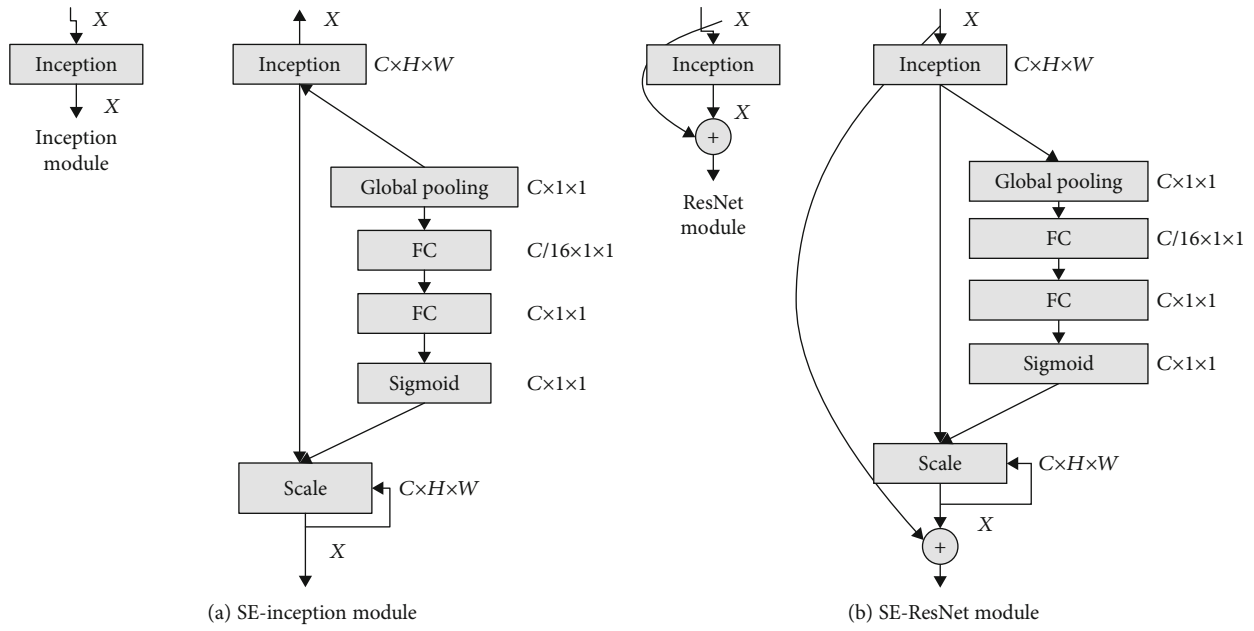 X
Inception
X
Inception
module
X
Inception
C×H×W
Global pooling
C×1×1
FC
C/16×1×1
FC
C×1×1
Sigmoid
C×1×1
Scale
C×H×W
X
(a) SE-inception module
X
Inception
X
+
ResNet
module
X
Inception
C×H×W
Global pooling
C×1×1
FC
C/16×1×1
FC
C×1×1
Sigmoid
C×1×1
Scale
C×H×W
X
+
(b) SE-ResNet module